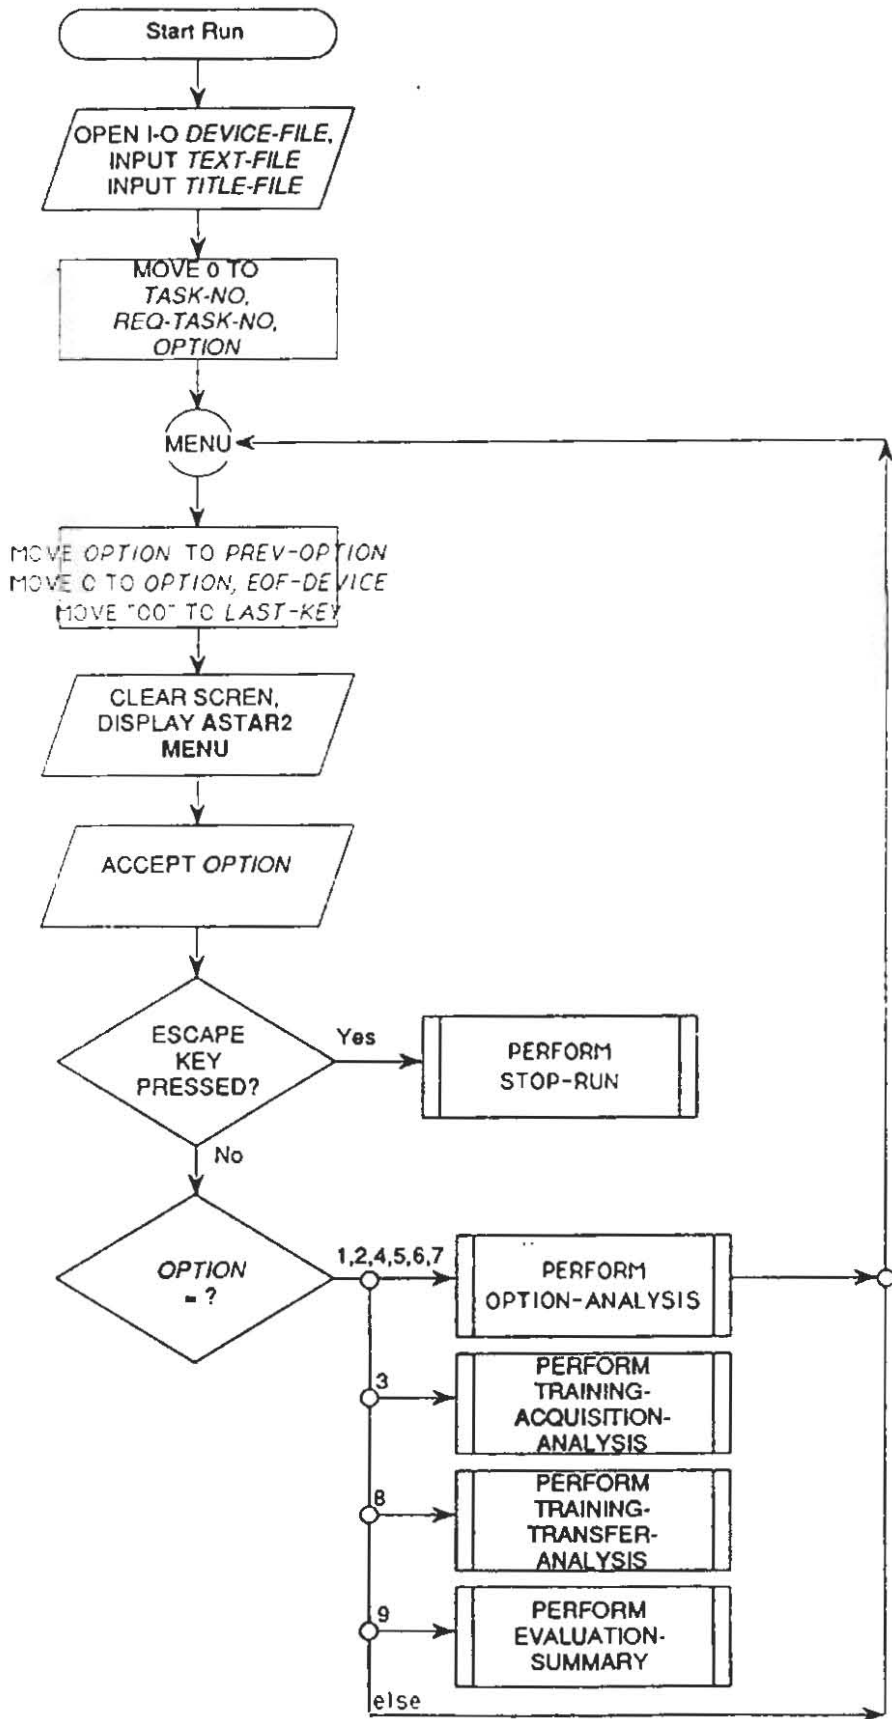 Start Run
OPEN I-O DEVICE-FILE,
INPUT TEXT-FILE
INPUT TITLE-FILE
MOVE 0 TO
TASK-NO,
REQ-TASK-NO,
OPTION
MENU
MOVE OPTION TO PREV-OPTION
MOVE 0 TO OPTION, EOF-DEVICE
MOVE "00" TO LAST-KEY
CLEAR SCREN,
DISPLAY ASTAR2
MENU
ACCEPT OPTION
ESCAPE
KEY
PRESSED?
Yes
PERFORM
STOP-RUN
No
OPTION
= ?
1,2,4,5,6,7
PERFORM
OPTION-ANALYSIS
3
PERFORM
TRAINING-
ACQUISITION-
ANALYSIS
8
PERFORM
TRAINING-
TRANSFER-
ANALYSIS
9
PERFORM
EVALUATION-
SUMMARY
else